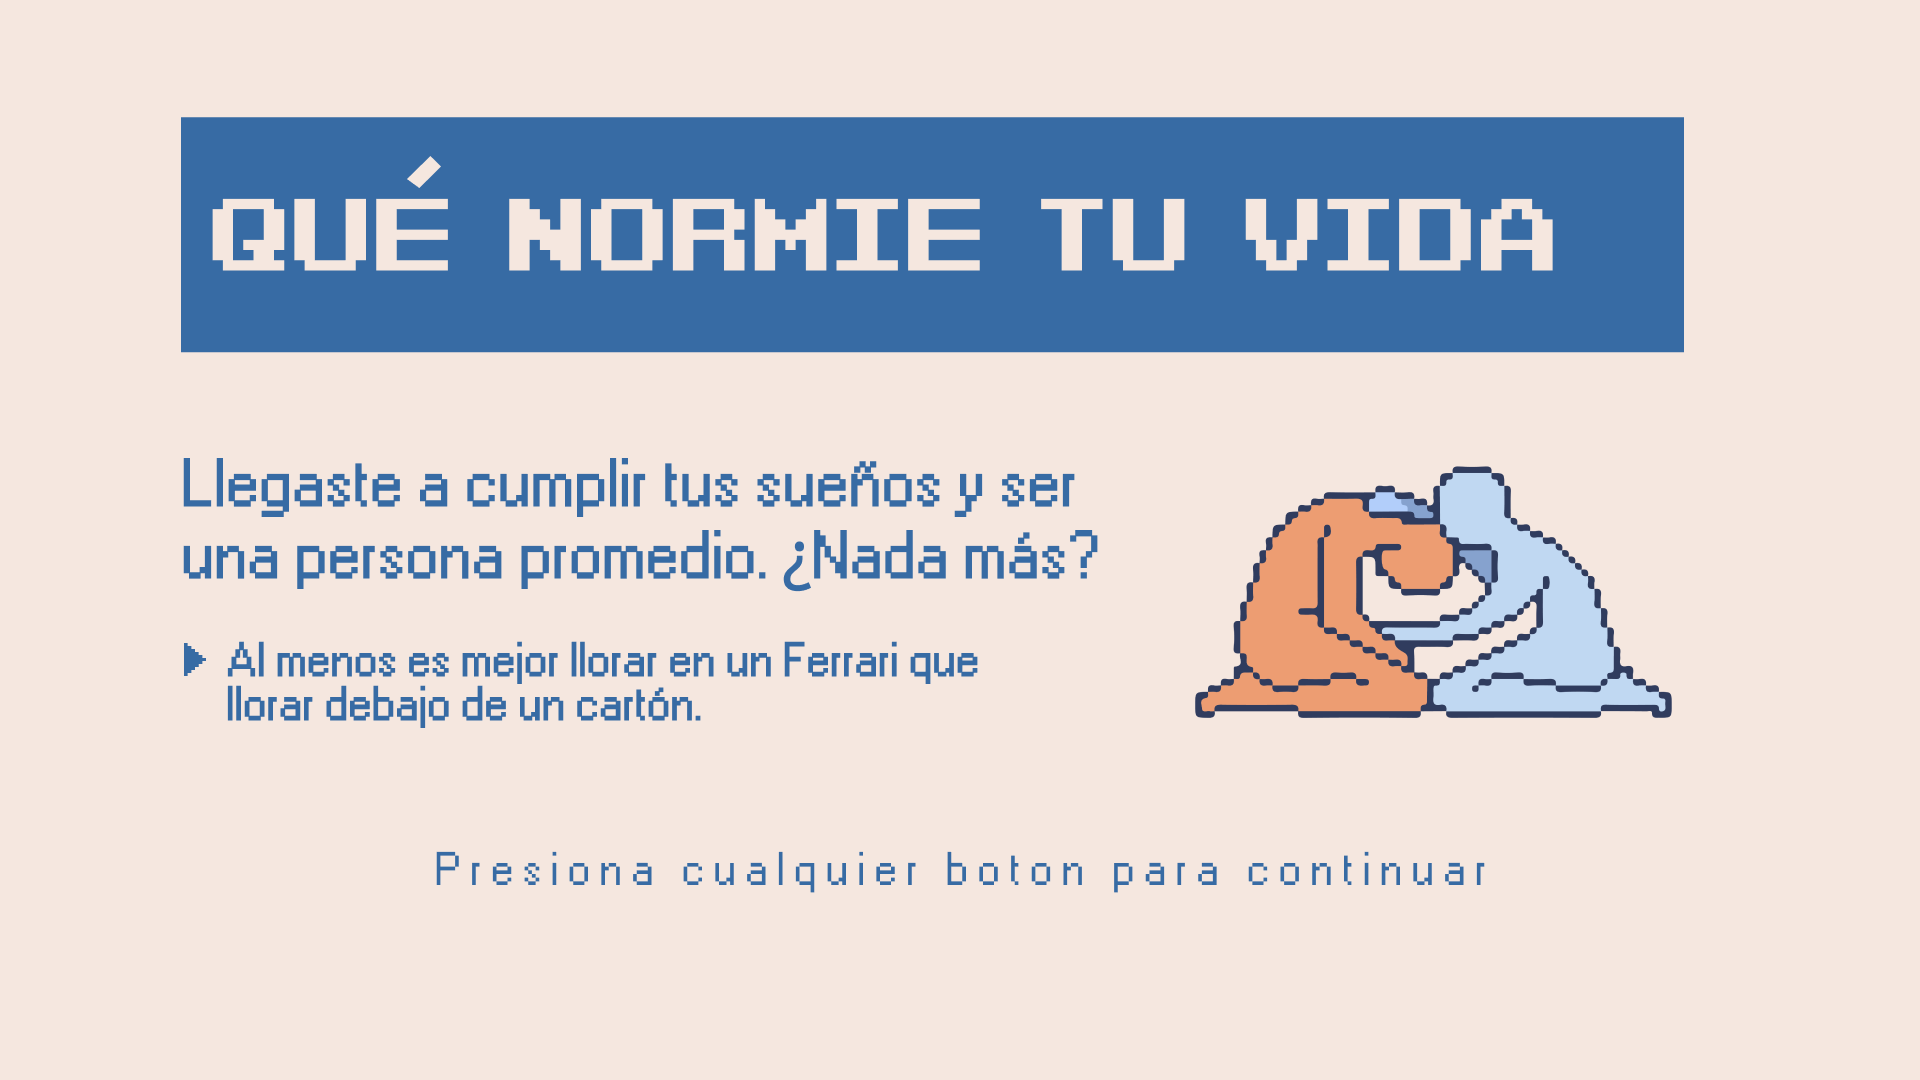 QUÉ NORMIE TU VIDA
Llegaste a cumplir tus sueños y ser
una persona promedio. ¿Nada más?
Al menos es mejor llorar en un Ferrari que
llorar debajo de un cartón.
Presiona cualquier boton para continuar